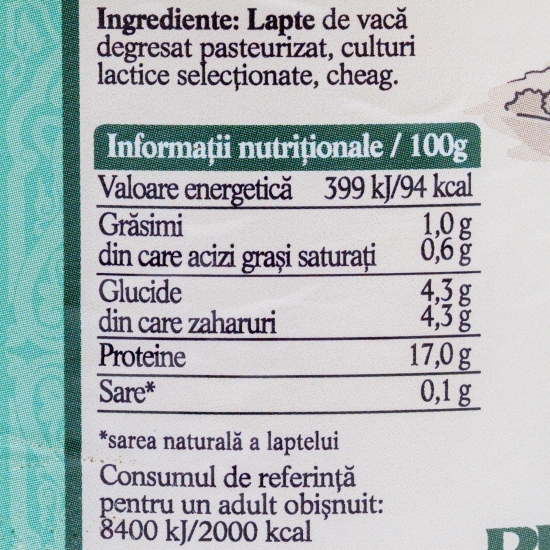 Ingrediente: Lapte de vacă
degresat pasteurizat, culturi
lactice selecționate, cheag.
Informații nutriționale / 100g
Valoare energetică 399 kJ/94 kcal
Grăsimi 1,0 g
din care acizi grași saturați 0,6 g
Glucide 4,3 g
din care zaharuri 4,3 g
Proteine 17,0 g
Sare* 0,1 g
*sarea naturală a laptelui
Consumul de referință
pentru un adult obișnuit:
8400 kJ/2000 kcal